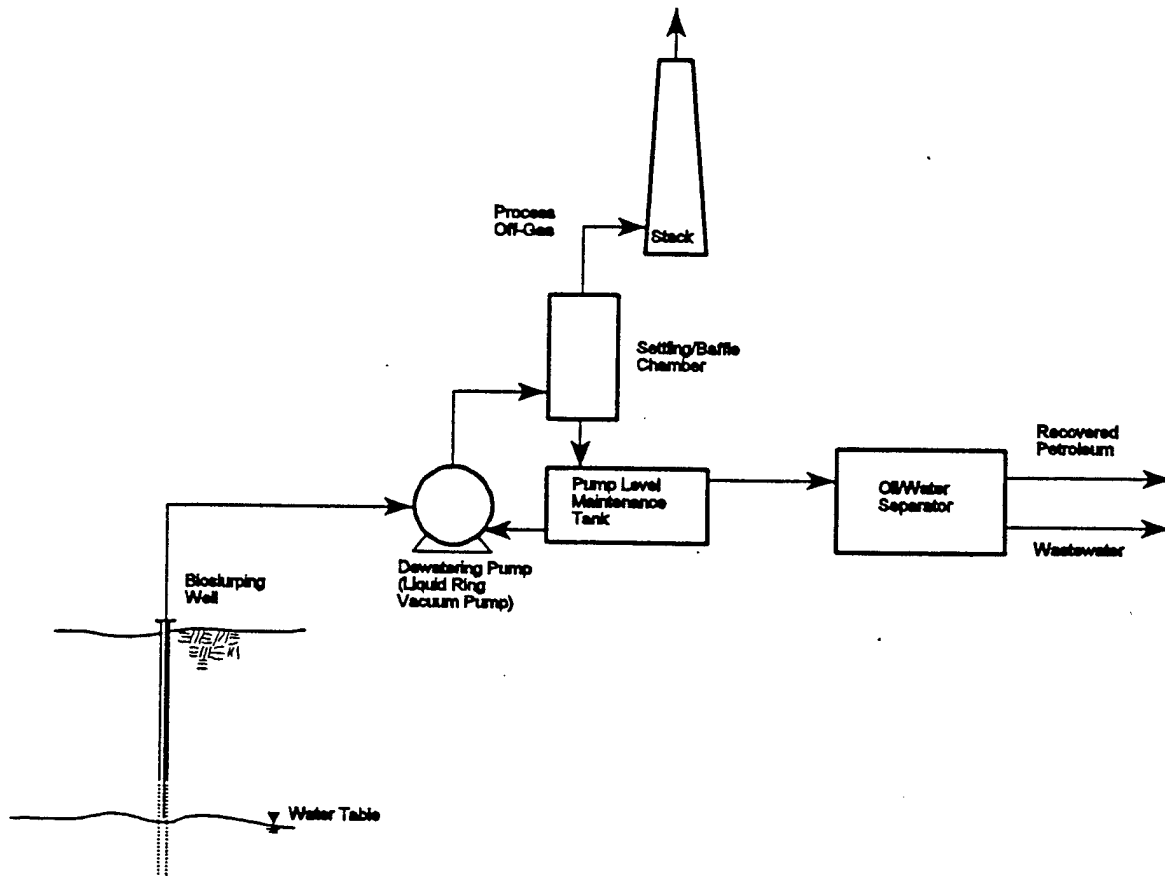 Process
Off-Gas
Stack
Settling/Baffle
Chamber
Recovered
Petroleum
Pump Level
Maintenance
Tank
Oil/Water
Separator
Wastewater
Dewatering Pump
(Liquid Ring
Vacuum Pump)
Bioslurping
Well
Water Table